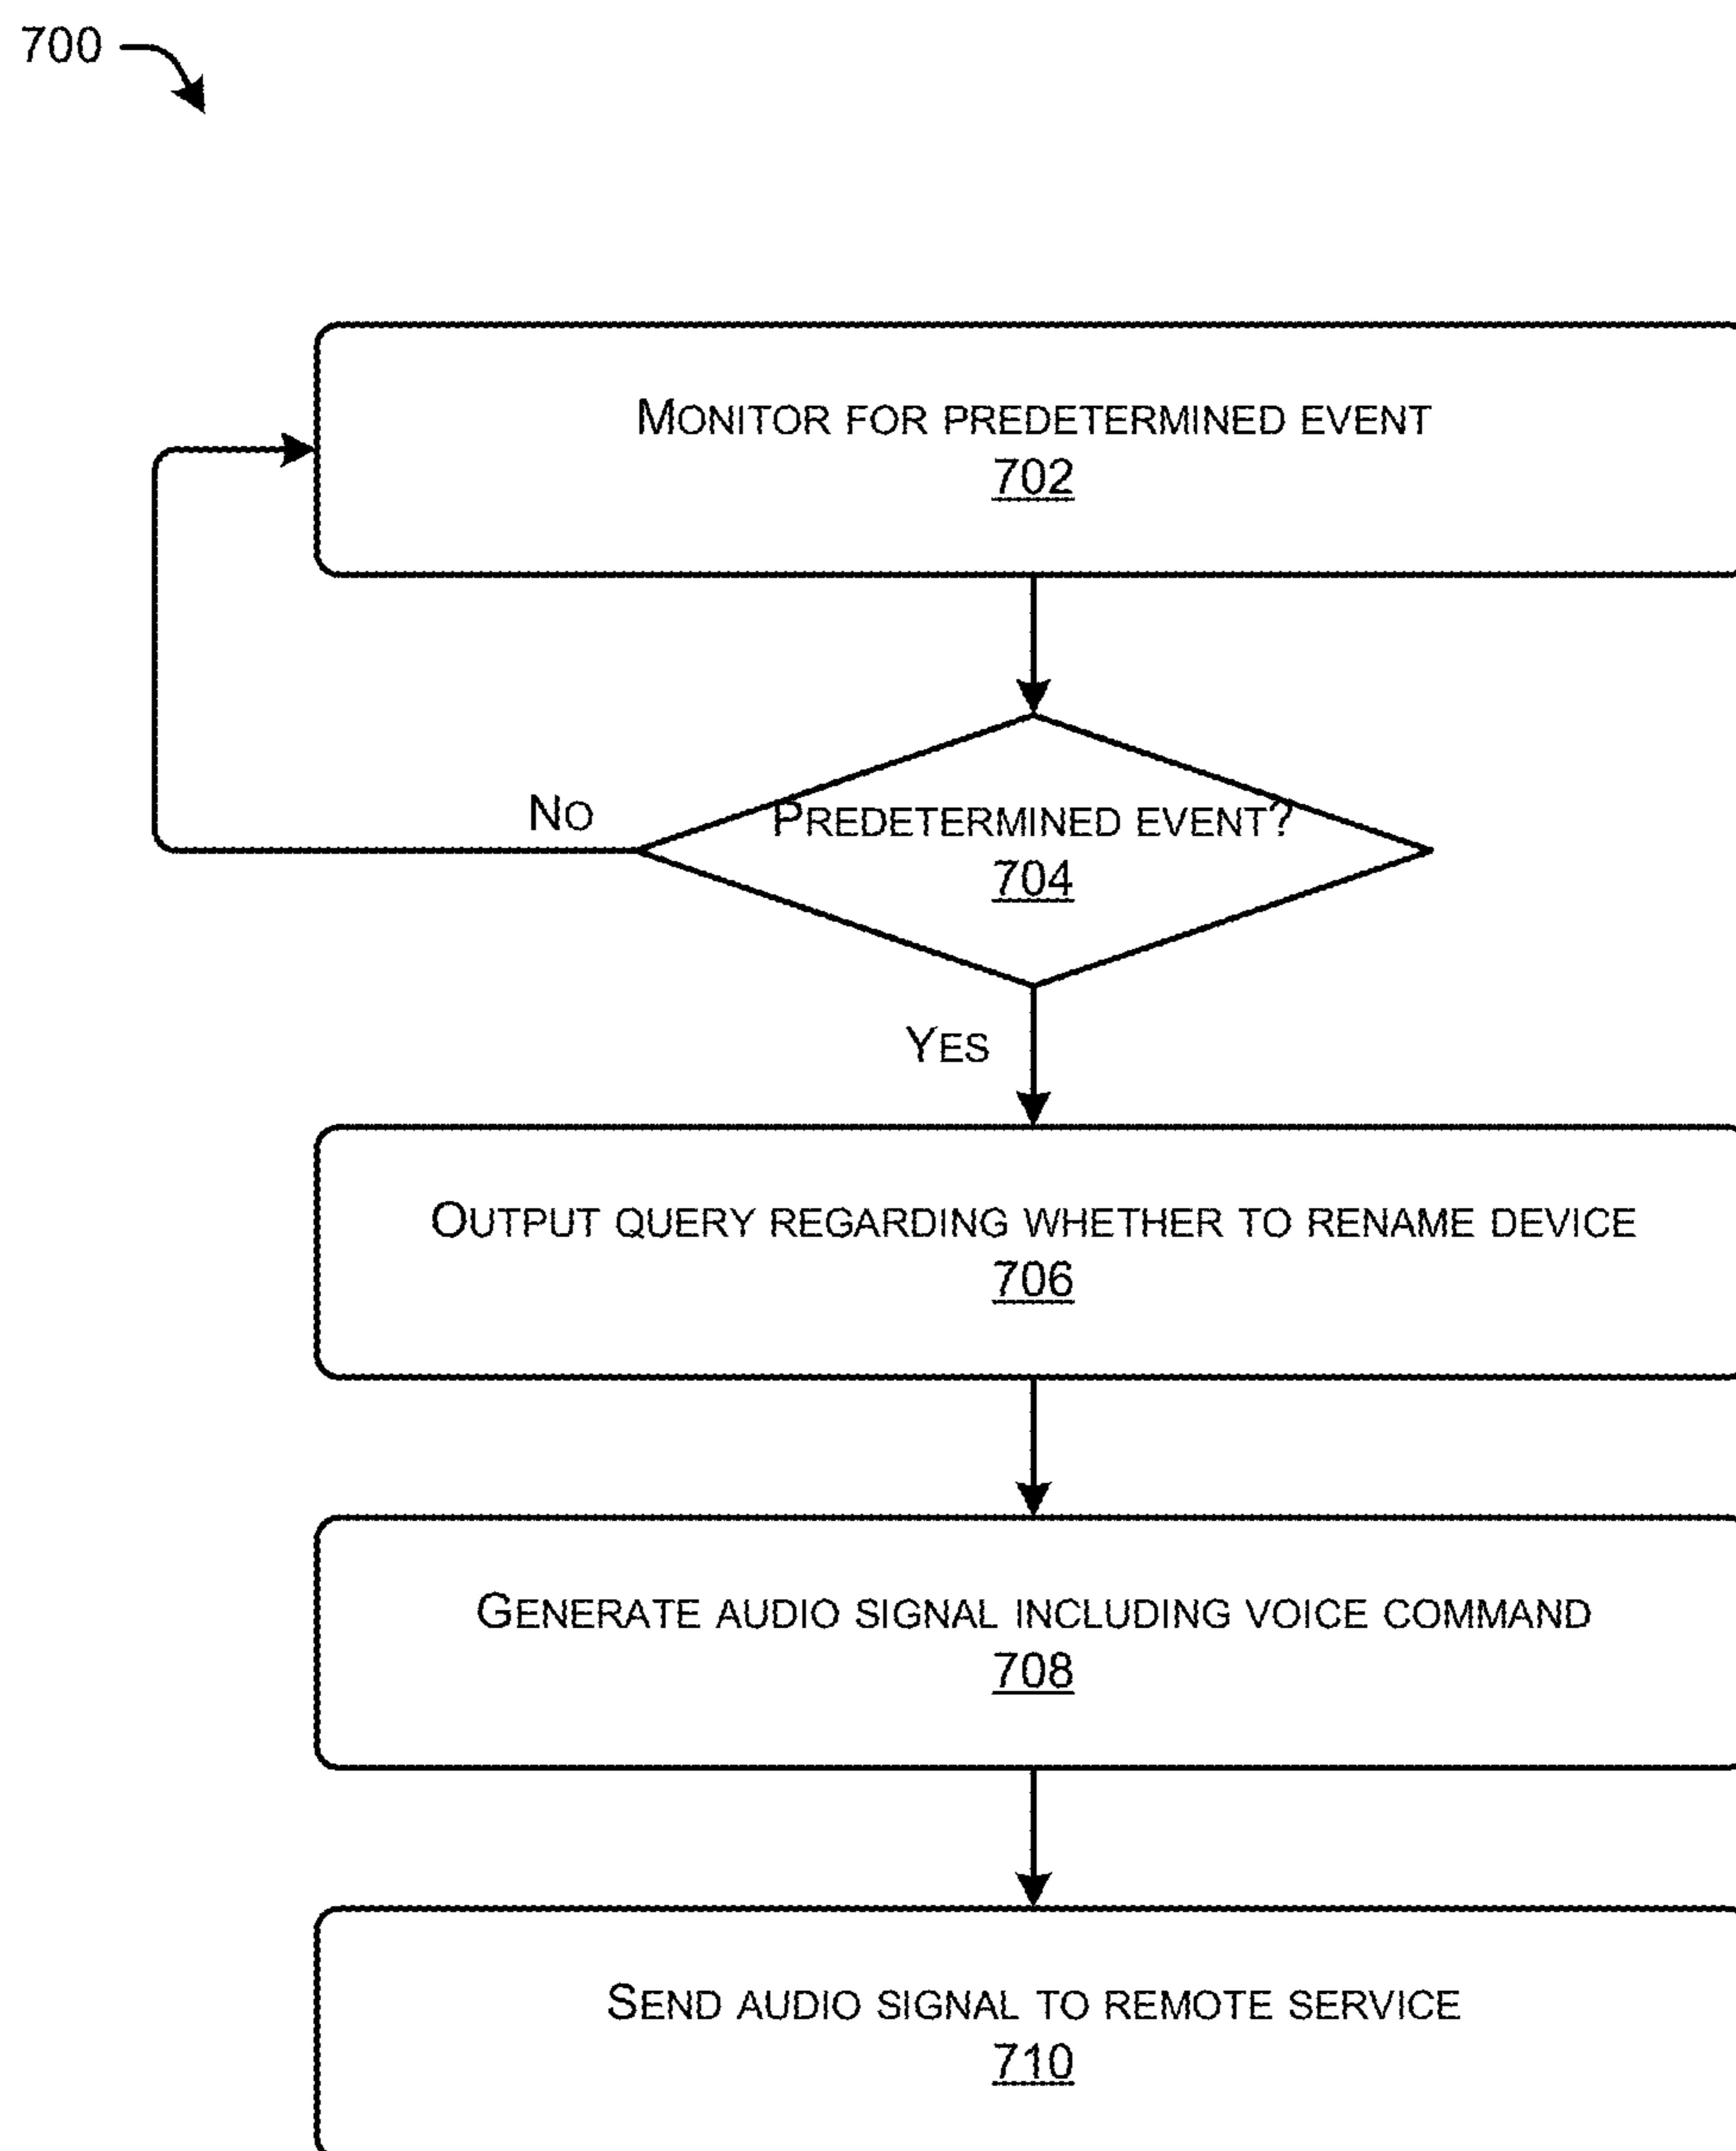 700
MONITOR FOR PREDETERMINED EVENT
702
NO
PREDETERMINED EVENT?
704
YES
OUTPUT QUERY REGARDING WHETHER TO RENAME DEVICE
706
GENERATE AUDIO SIGNAL INCLUDING VOICE COMMAND
708
SEND AUDIO SIGNAL TO REMOTE SERVICE
710